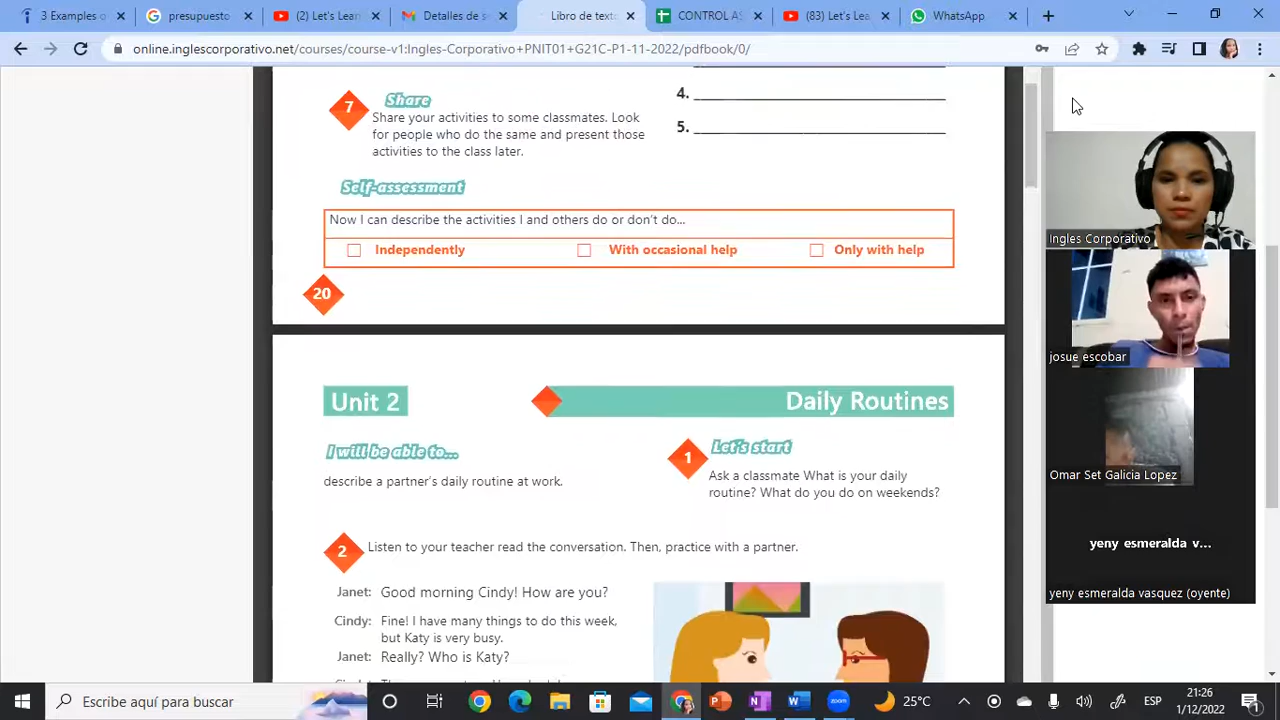 3 Examples o
presupuesto
(2) Let's Lear
Detalles de s
Libro de texto
CONTROL AS
(83) Let's Lea
WhatsApp
online.inglescorporativo.net/courses/course-v1:Ingles-Corporativo+PNIT01+G21C-P1-11-2022/pdfbook/0/
7
Share
Share your activities to some classmates. Look
for people who do the same and present those
activities to the class later.
4.
5.
Self-assessment
Now I can describe the activities I and others do or don't do...
Independently
With occasional help
Only with help
20
Unit 2
Daily Routines
I will be able to...
describe a partner's daily routine at work.
1
Let's start
Ask a classmate What is your daily
routine? What do you do on weekends?
2
Listen to your teacher read the conversation. Then, practice with a partner.
Janet: Good morning Cindy! How are you?
Cindy: Fine! I have many things to do this week,
but Katy is very busy.
Janet: Really? Who is Katy?
Ingles Corporativo
josue escobar
Omar Set Galicia Lopez
yeny esmeralda v...
yeny esmeralda vasquez (oyente)
Escribe aquí para buscar
25°C
ESP
21:26
1/12/2022